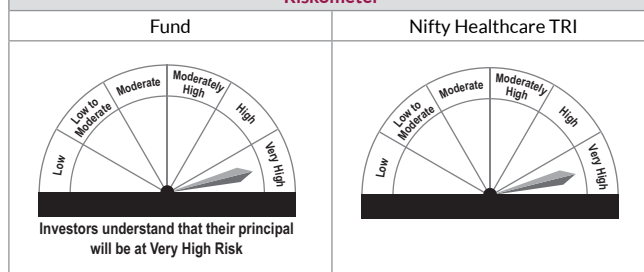 Riskometer
Fund
Nifty Healthcare TRI
Low
Low to
Moderate
Moderate
Moderately
High
High
Very High
Investors understand that their principal
will be at Very High Risk
Low
Low to
Moderate
Moderate
Moderately
High
High
Very High